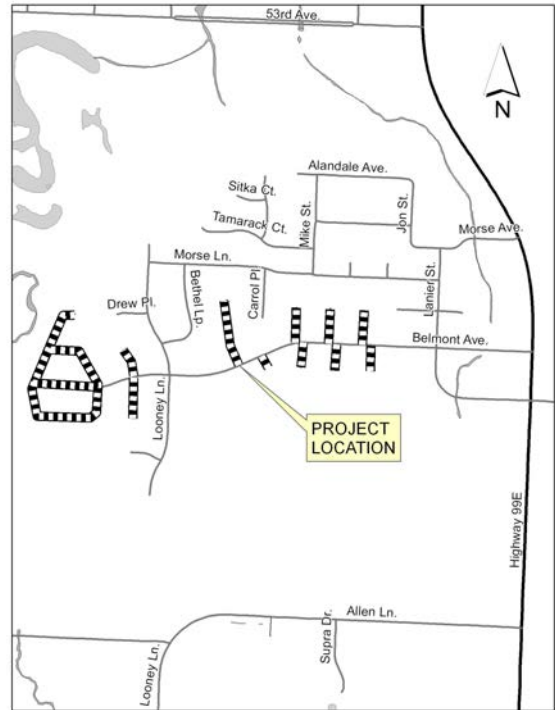 53rd Ave.
N
Alandale Ave.
Sitka Ct.
Tamarack Ct.
Mike St.
Jon St.
Morse Ave.
Morse Ln.
Bethel Lp.
Carrol Pl
Lanier St.
Drew Pl.
Belmont Ave.
Looney Ln.
PROJECT
LOCATION
Highway 99E
Allen Ln.
Supra Dr.
Looney Ln.